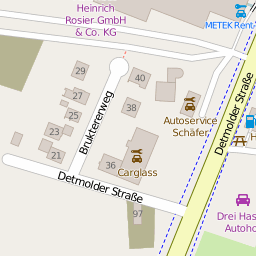 Heinrich
Rosier GmbH
& Co. KG
METEK Rent
29
40
27
Bruktererweg
38
Autoservice
Schäfer
25
23
21
36
Carglass
Detmolder Straße
Detmolder Straße
97
Drei Has
Autoho
H